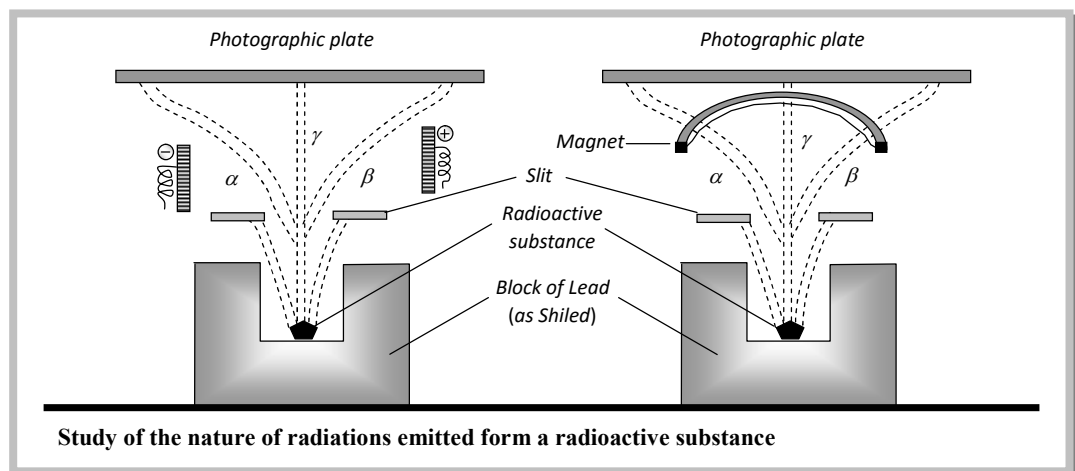 Photographic plate
Photographic plate
−
+
γ
α
β
Magnet
γ
α
β
Slit
Radioactive
substance
Block of Lead
(as Shiled)
Study of the nature of radiations emitted form a radioactive substance